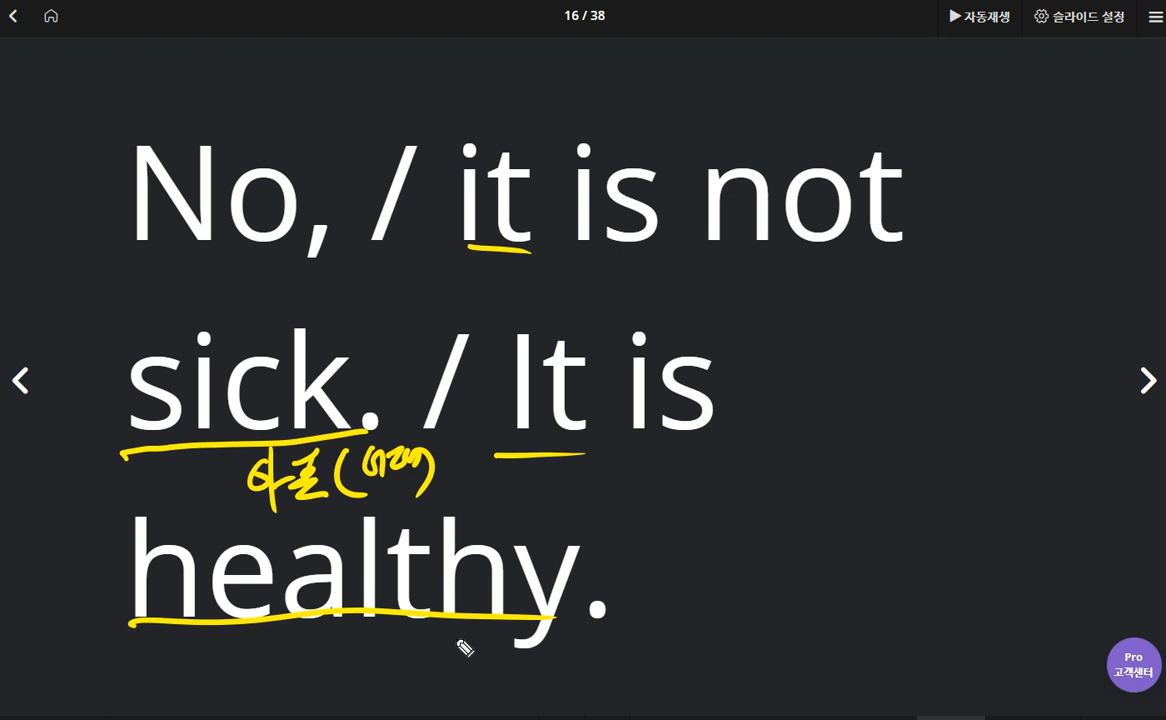 16 / 38
자동재생
슬라이드 설정
No, / it is not
sick. / It is
healthy.
Pro
고객센터